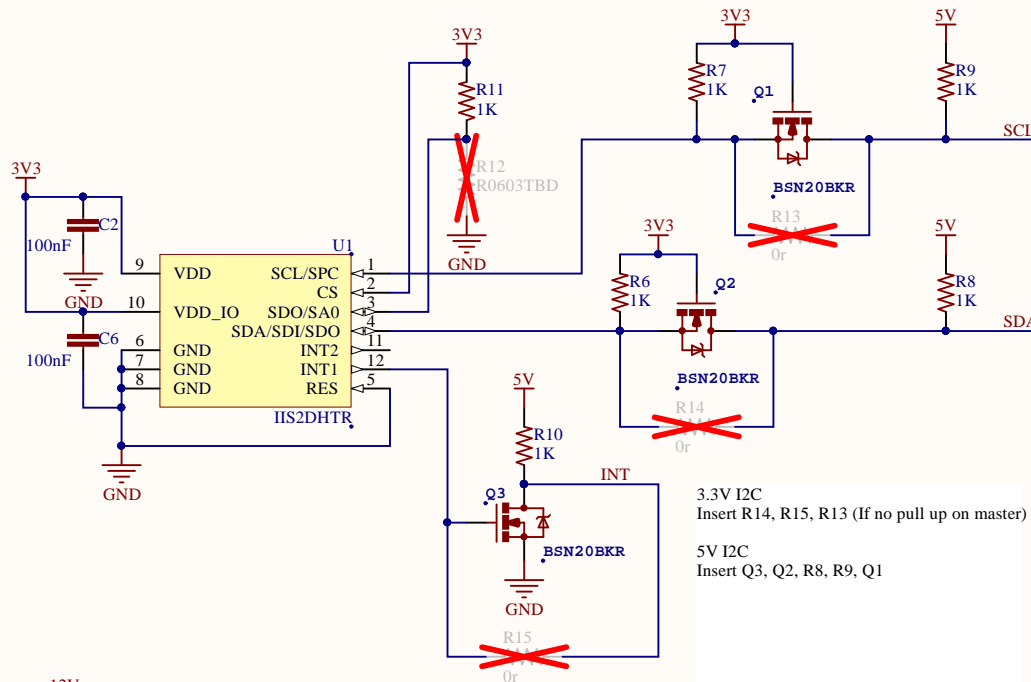 3V3
3V3
5V
R11
1K
R7
1K
Q1
R9
1K
SCL
R12
R0603TBD
BSN20BKR
R13
0r
3V3
C2
100nF
GND
GND
3V3
5V
U1
9 VDD SCL/SPC 1
CS 2
10 VDD_IO SDO/SA0 3
SDA/SDI/SDO 4
6 GND INT2 11
7 GND INT1 12
8 GND RES 5
IIS2DHTR
C6
100nF
GND
R6
1K
Q2
R8
1K
SDA
BSN20BKR
R14
0r
5V
R10
1K
INT
Q3
BSN20BKR
GND
R15
0r
3.3V I2C
Insert R14, R15, R13 (If no pull up on master)
5V I2C
Insert Q3, Q2, R8, R9, Q1